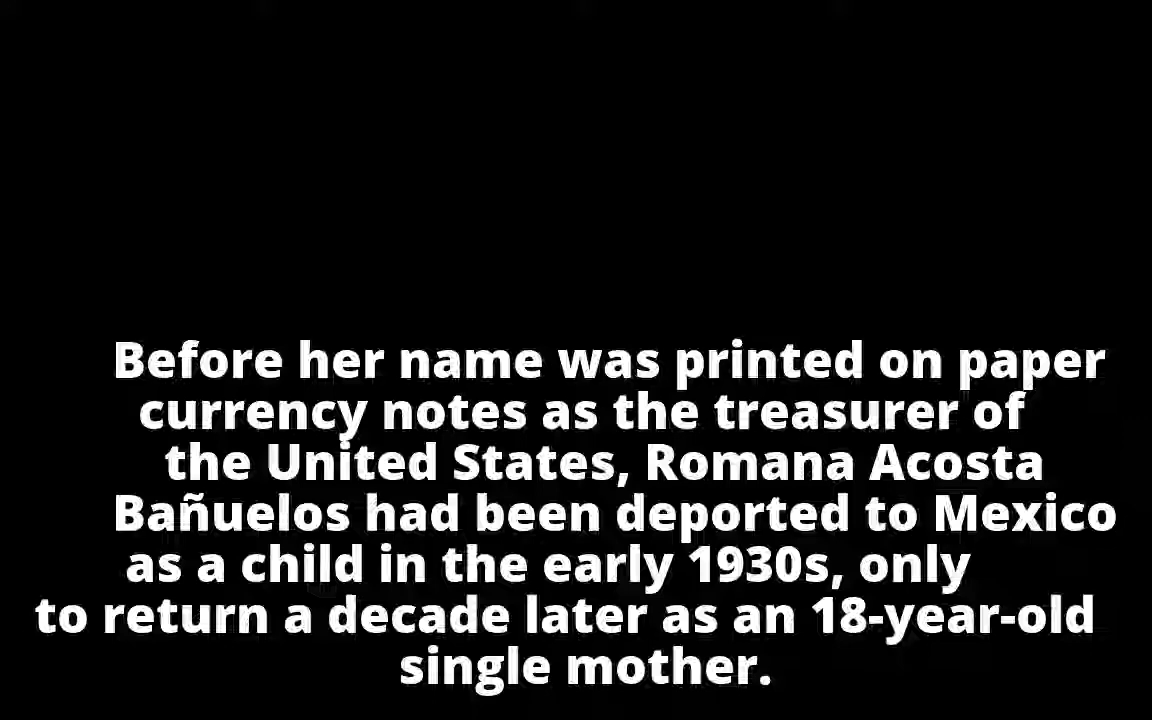 Before her name was printed on paper
currency notes as the treasurer of
the United States, Romana Acosta
Bañuelos had been deported to Mexico
as a child in the early 1930s, only
to return a decade later as an 18-year-old
single mother.